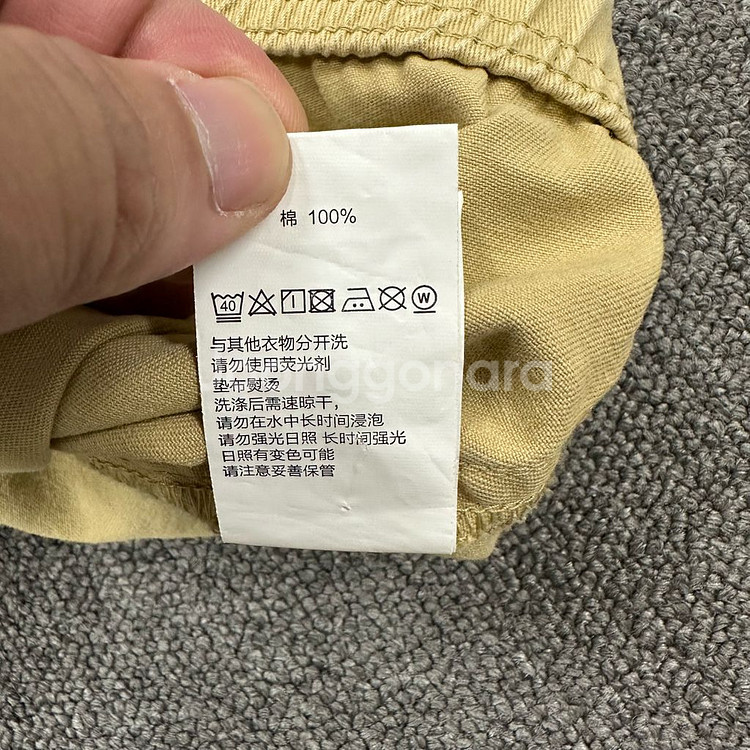 棉 100%
40 W
与其他衣物分开洗
请勿使用荧光剂
垫布熨烫
洗涤后需速晾干，
请勿在水中长时间浸泡
请勿强光日照 长时间强光
日照有变色可能
请注意妥善保管